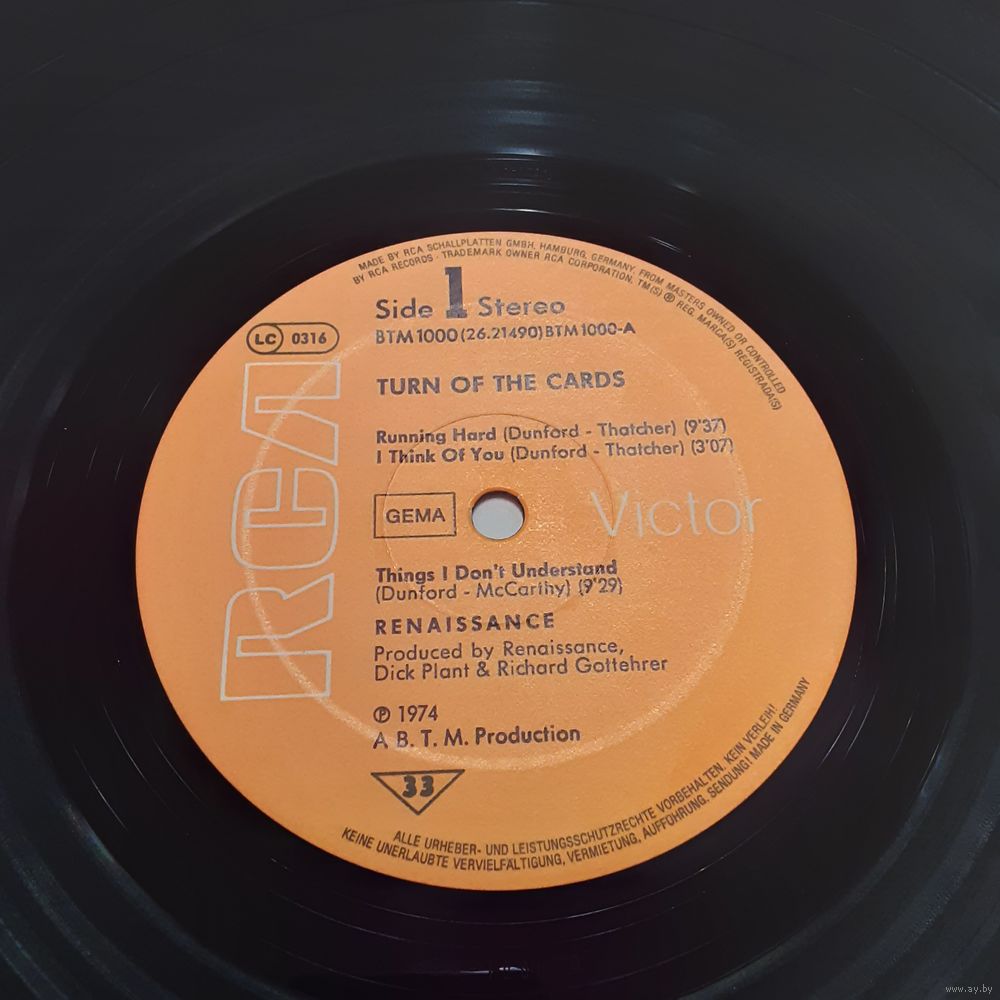 MADE BY RCA SCHALLPLATTEN GMBH, HAMBURG, GERMANY, FROM MASTERS OWNED OR CONTROLLED
BY RCA RECORDS · TRADEMARK OWNER RCA CORPORATION. TM(S) ® REG. MARCA(S) REGISTRADA(S)
Side 1 Stereo
BTM 1000 (26.21490) BTM 1000-A
LC 0316
TURN OF THE CARDS
Running Hard (Dunford - Thatcher) (9'37)
I Think Of You (Dunford - Thatcher) (3'07)
RCA
GEMA
Victor
Things I Don't Understand
(Dunford - McCarthy) (9'29)
RENAISSANCE
Produced by Renaissance,
Dick Plant & Richard Gottehrer
℗ 1974
A B. T. M. Production
33
ALLE URHEBER- UND LEISTUNGSSCHUTZRECHTE VORBEHALTEN. KEIN VERLEIH!
KEINE UNERLAUBTE VERVIELFÄLTIGUNG, VERMIETUNG, AUFFÜHRUNG, SENDUNG! MADE IN GERMANY
www.ay.by